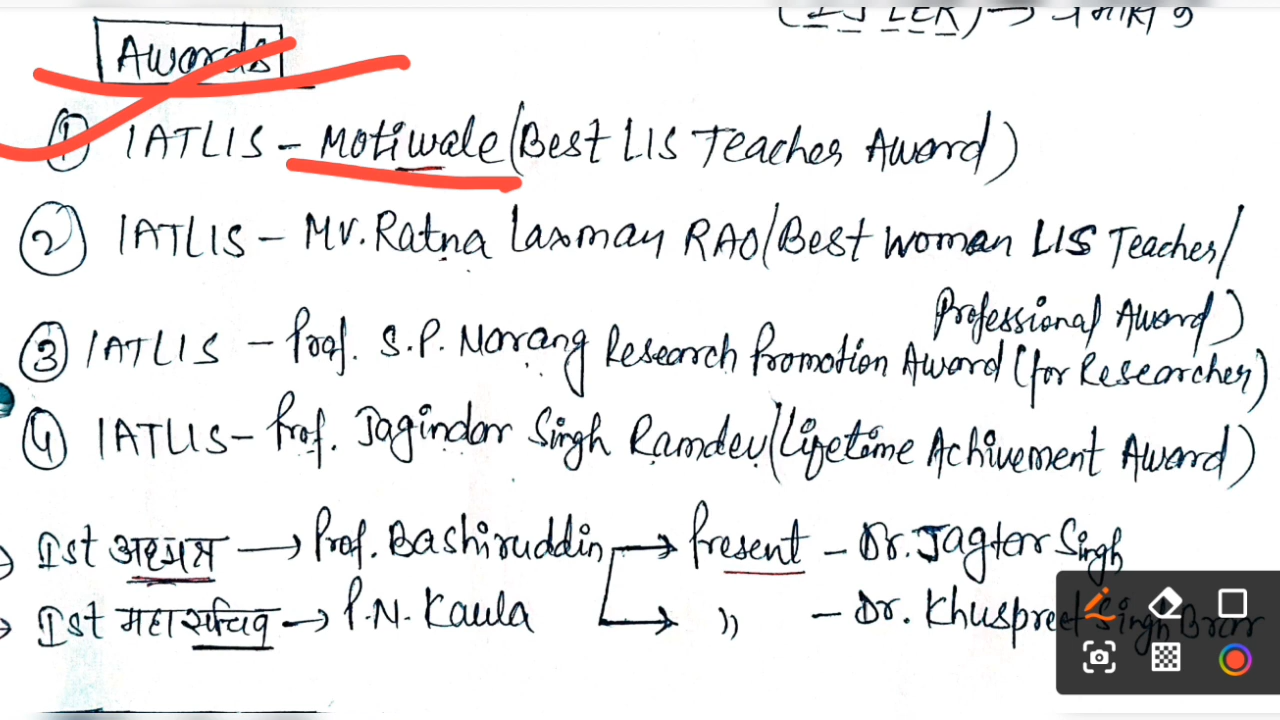 (IJLER) →
Awards
① IATLIS - Motiwale (Best LIS Teacher Award)
② IATLIS - Mr. Ratna Laxman RAO (Best woman LIS Teacher/
Professional Award)
③ IATLIS - Prof. S.P. Narang Research Promotion Award (for Researcher)
④ IATLIS - Prof. Jagindar Singh Ramdev (Lifetime Achivement Award)
Ist अध्यक्ष → Prof. Bashiruddin → Present - Dr. Jagtar Singh
Ist महासचिव → P.N. Kaula → " - Dr. Khuspreet Singh Brar